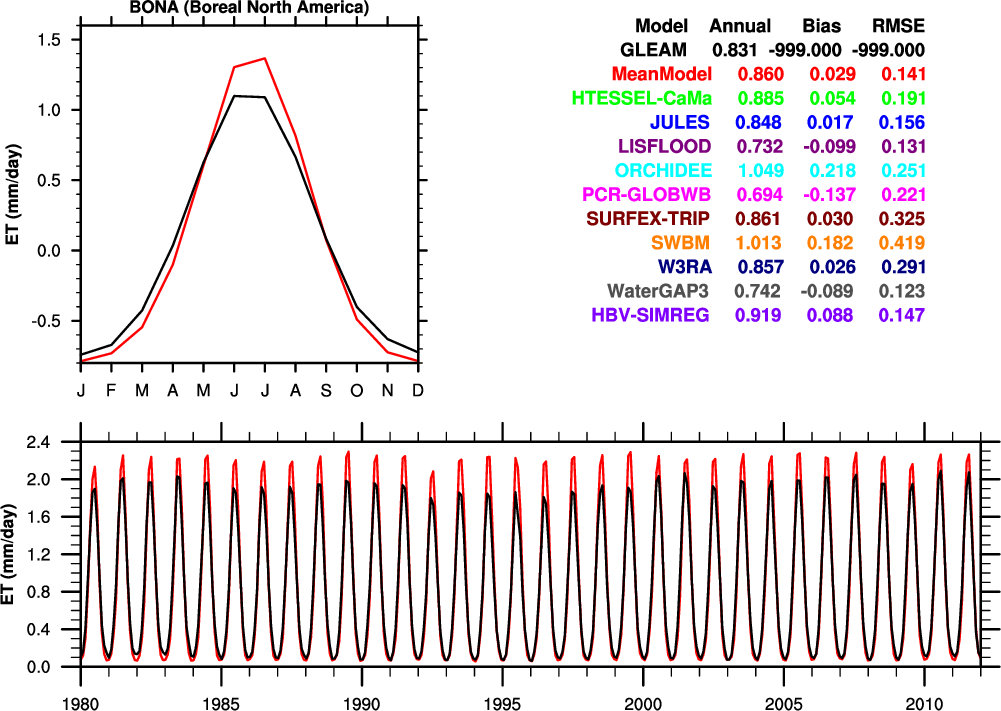 BONA (Boreal North America)
1.5
1.0
0.5
0.0
-0.5
ET (mm/day)
J F M A M J J A S O N D
Model Annual Bias RMSE
GLEAM 0.831 -999.000 -999.000
MeanModel 0.860 0.029 0.141
HTESSEL-CaMa 0.885 0.054 0.191
JULES 0.848 0.017 0.156
LISFLOOD 0.732 -0.099 0.131
ORCHIDEE 1.049 0.218 0.251
PCR-GLOBWB 0.694 -0.137 0.221
SURFEX-TRIP 0.861 0.030 0.325
SWBM 1.013 0.182 0.419
W3RA 0.857 0.026 0.291
WaterGAP3 0.742 -0.089 0.123
HBV-SIMREG 0.919 0.088 0.147
2.4
2.0
1.6
1.2
0.8
0.4
0.0
ET (mm/day)
1980 1985 1990 1995 2000 2005 2010